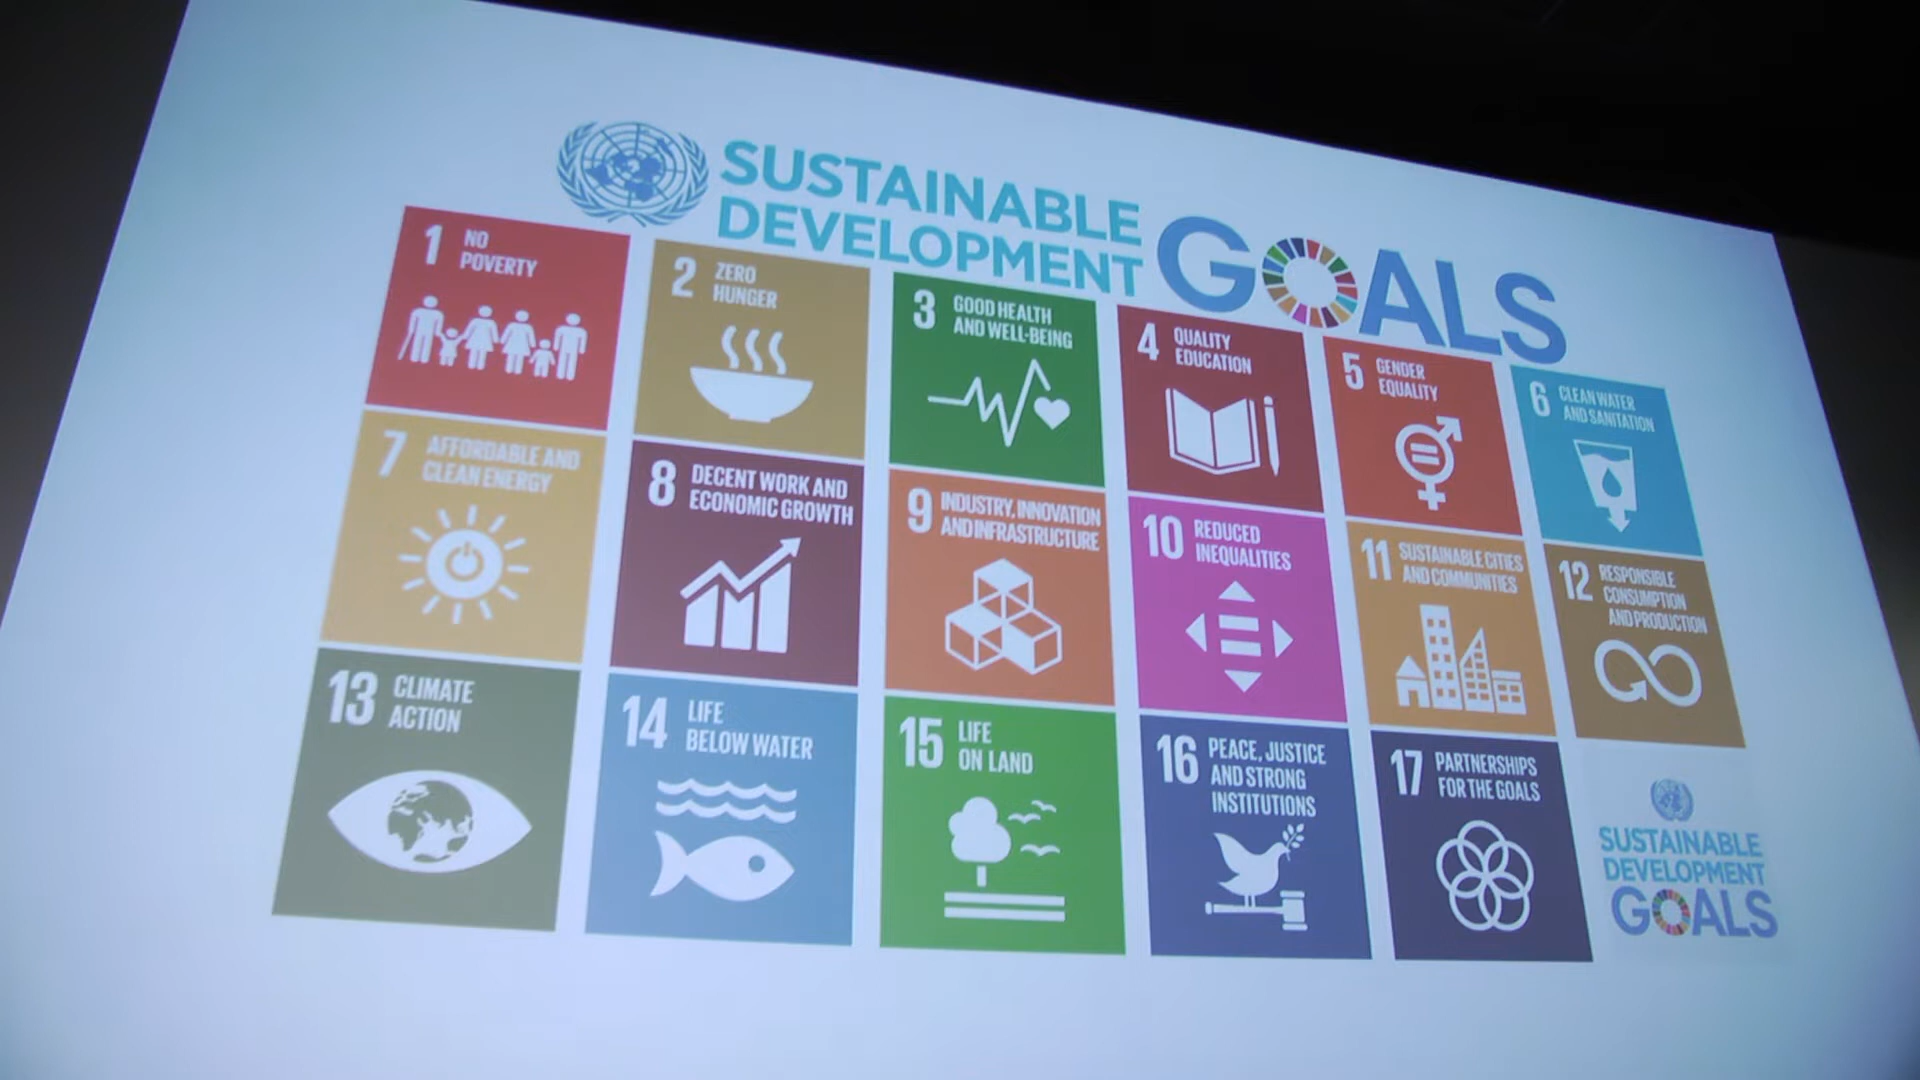 SUSTAINABLE
DEVELOPMENT
GOALS
1 NO
POVERTY
2 ZERO
HUNGER
3 GOOD HEALTH
AND WELL-BEING
4 QUALITY
EDUCATION
5 GENDER
EQUALITY
6 CLEAN WATER
AND SANITATION
7 AFFORDABLE AND
CLEAN ENERGY
8 DECENT WORK AND
ECONOMIC GROWTH
9 INDUSTRY, INNOVATION
AND INFRASTRUCTURE
10 REDUCED
INEQUALITIES
11 SUSTAINABLE CITIES
AND COMMUNITIES
12 RESPONSIBLE
CONSUMPTION
AND PRODUCTION
13 CLIMATE
ACTION
14 LIFE
BELOW WATER
15 LIFE
ON LAND
16 PEACE, JUSTICE
AND STRONG
INSTITUTIONS
17 PARTNERSHIPS
FOR THE GOALS
SUSTAINABLE
DEVELOPMENT
GOALS